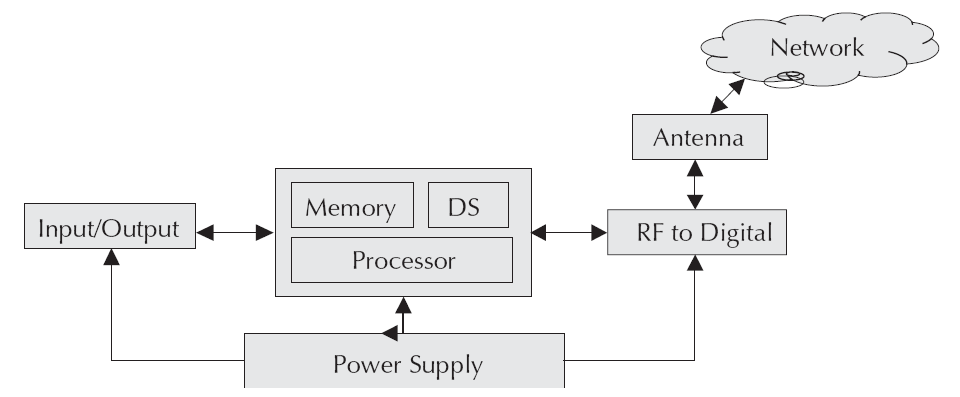 Network
Antenna
Memory
DS
Input/Output
RF to Digital
Processor
Power Supply